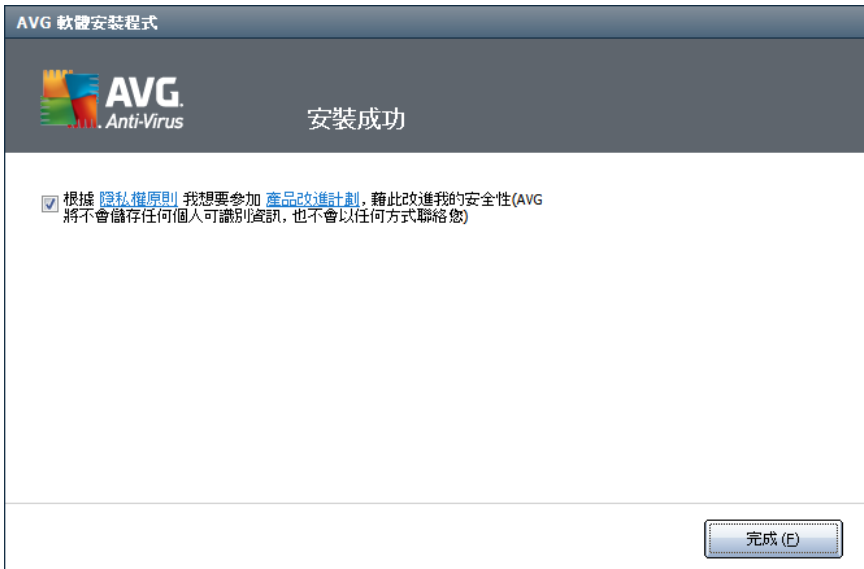 AVG 軟體安裝程式
AVG.
Anti-Virus
安裝成功
根據 隱私權原則 我想要參加 產品改進計劃, 藉此改進我的安全性(AVG
將不會儲存任何個人可識別資訊, 也不會以任何方式聯絡您)
完成 (F)